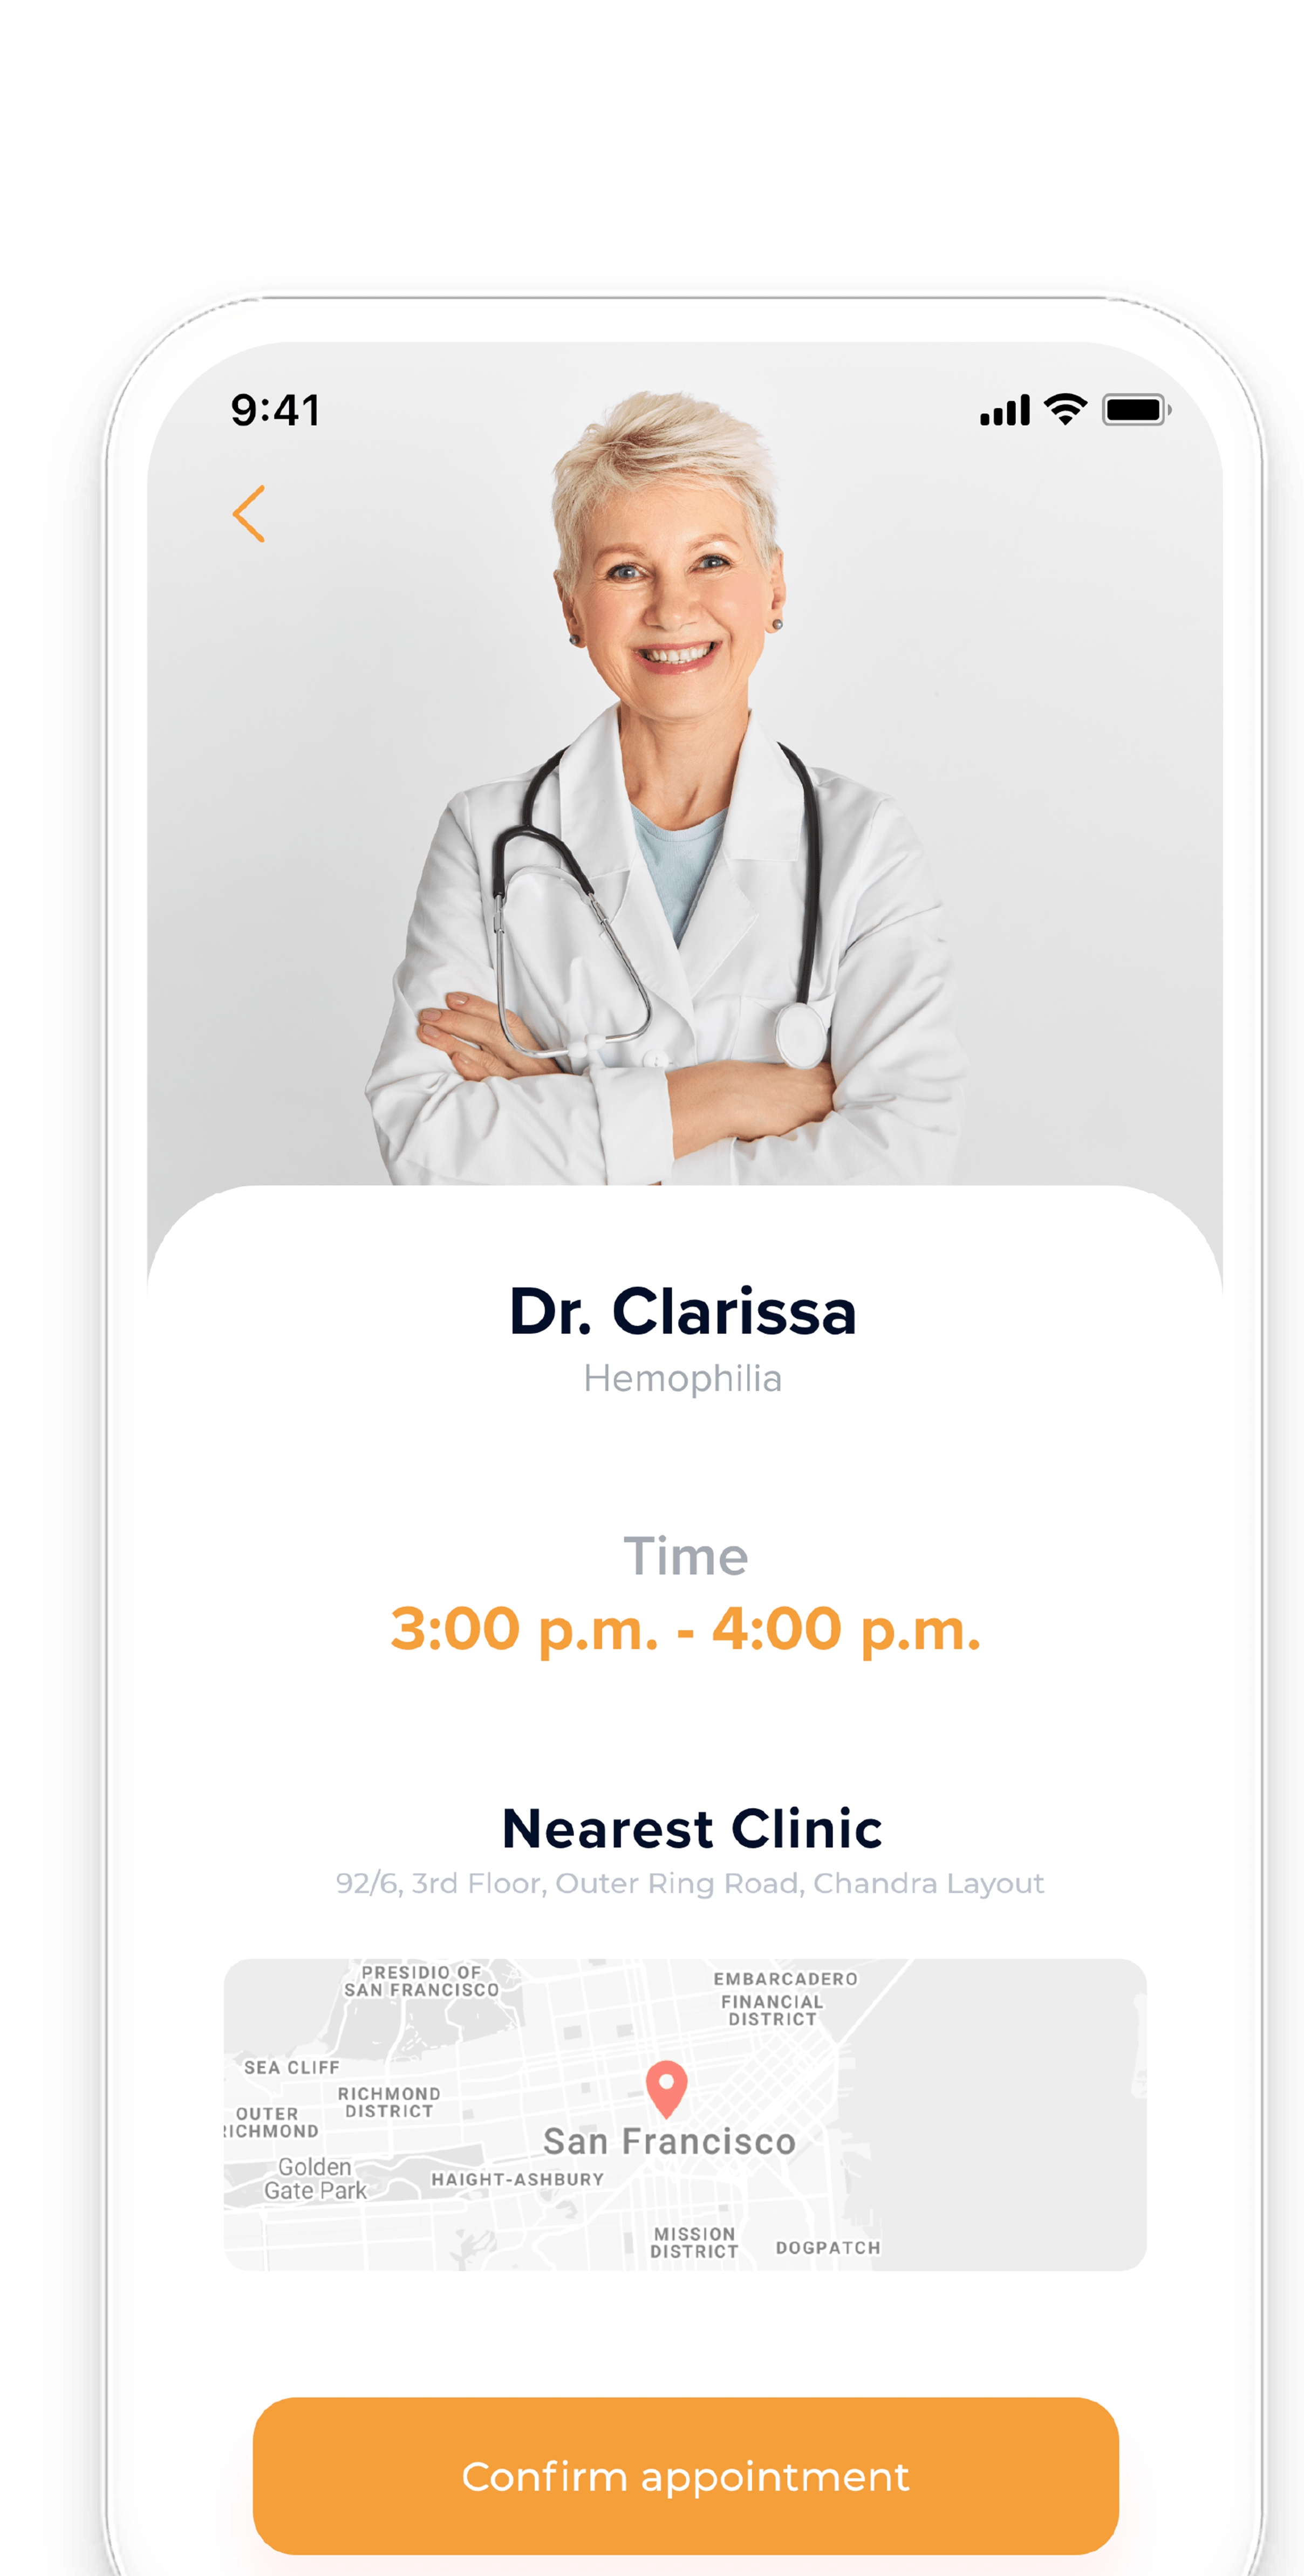 9:41
Dr. Clarissa
Hemophilia
Time
3:00 p.m. - 4:00 p.m.
Nearest Clinic
92/6, 3rd Floor, Outer Ring Road, Chandra Layout
PRESIDIO OF
SAN FRANCISCO
EMBARCADERO
FINANCIAL
DISTRICT
SEA CLIFF
RICHMOND
DISTRICT
OUTER
RICHMOND
San Francisco
Golden
Gate Park
HAIGHT-ASHBURY
MISSION
DISTRICT
DOGPATCH
Confirm appointment